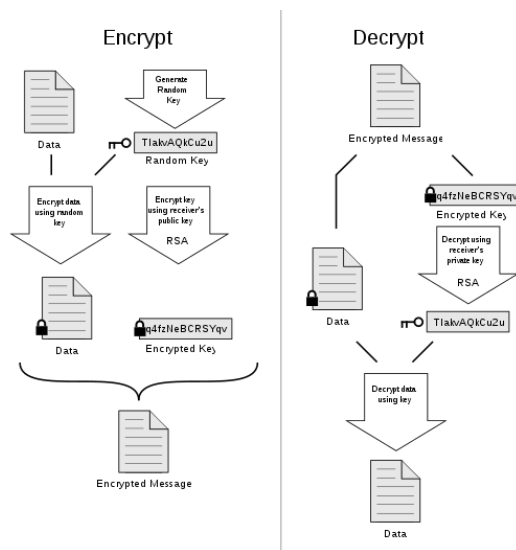 Encrypt
Generate
Random
Key
Data
TIakvAQkCu2u
Random Key
Encrypt data
using random
key
Encrypt key
using receiver's
public key
RSA
Data
q4fzNeBCRSYqv
Encrypted Key
Encrypted Message
Decrypt
Encrypted Message
q4fzNeBCRSYqv
Encrypted Key
Decrypt using
receiver's
private key
RSA
Data
TIakvAQkCu2u
Decrypt data
using key
Data